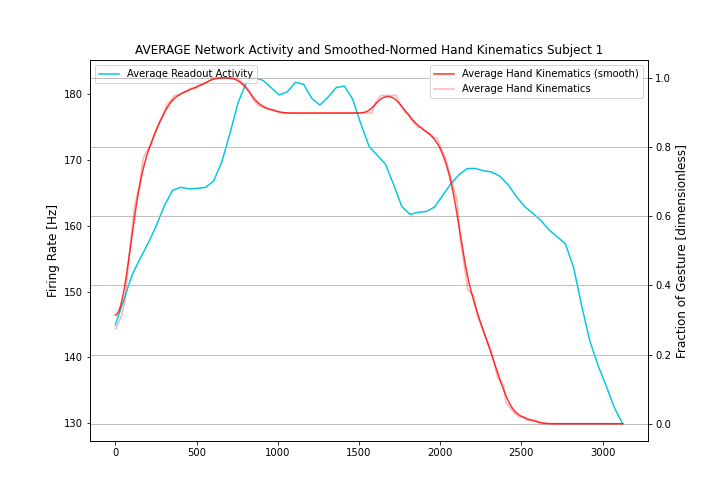 AVERAGE Network Activity and Smoothed-Normed Hand Kinematics Subject 1
Average Readout Activity
Average Hand Kinematics (smooth)
Average Hand Kinematics
Firing Rate [Hz]
180
170
160
150
140
130
1.0
0.8
0.6
0.4
0.2
0.0
Fraction of Gesture [dimensionless]
0 500 1000 1500 2000 2500 3000